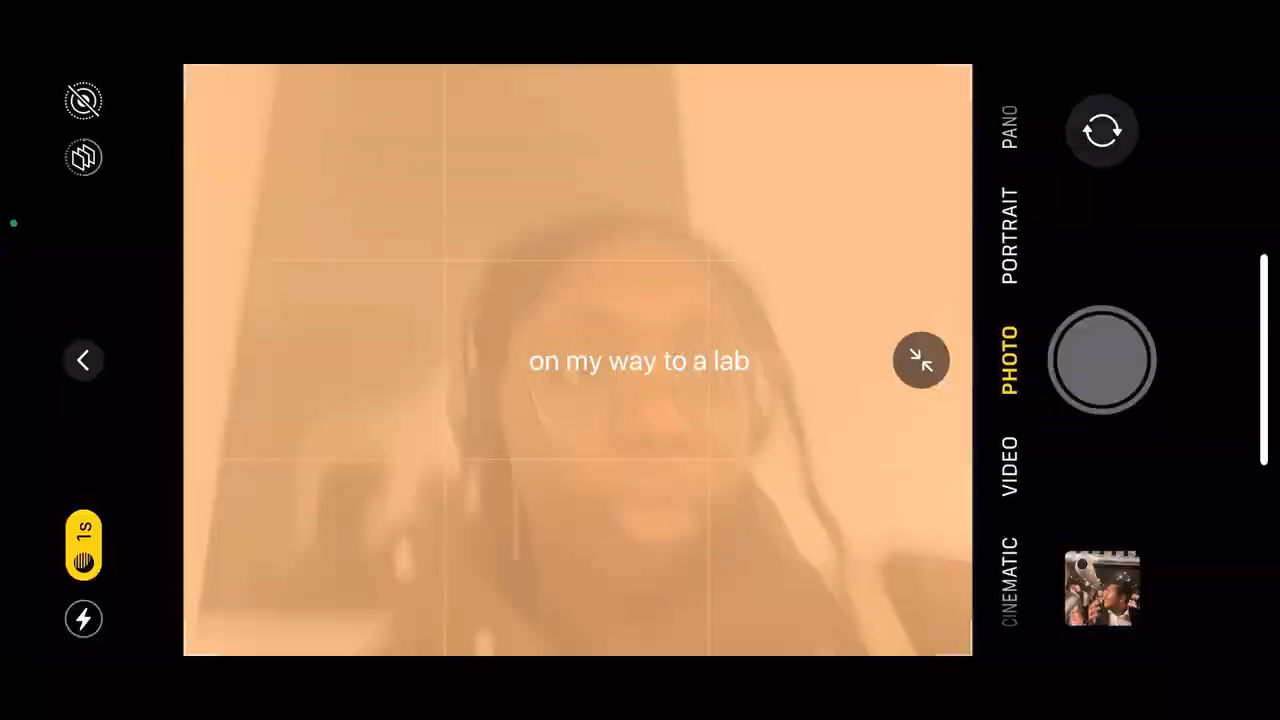 on my way to a lab
PANO
PORTRAIT
PHOTO
VIDEO
CINEMATIC
1s